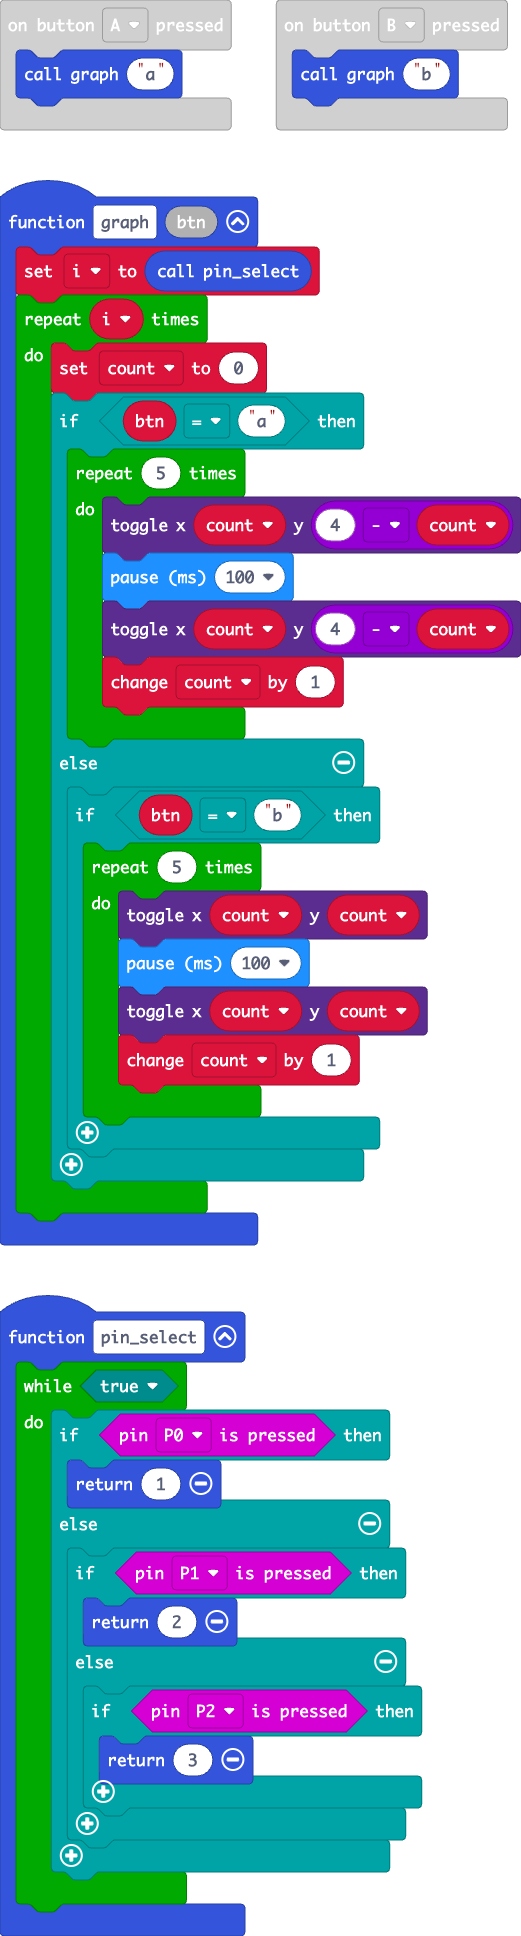 on button A pressed
call graph "a"
on button B pressed
call graph "b"
function graph btn
set i to call pin_select
repeat i times
do
set count to 0
if btn = "a" then
repeat 5 times
do
toggle x count y 4 - count
pause (ms) 100
toggle x count y 4 - count
change count by 1
else
if btn = "b" then
repeat 5 times
do
toggle x count y count
pause (ms) 100
toggle x count y count
change count by 1
function pin_select
while true
do
if pin P0 is pressed then
return 1
else
if pin P1 is pressed then
return 2
else
if pin P2 is pressed then
return 3